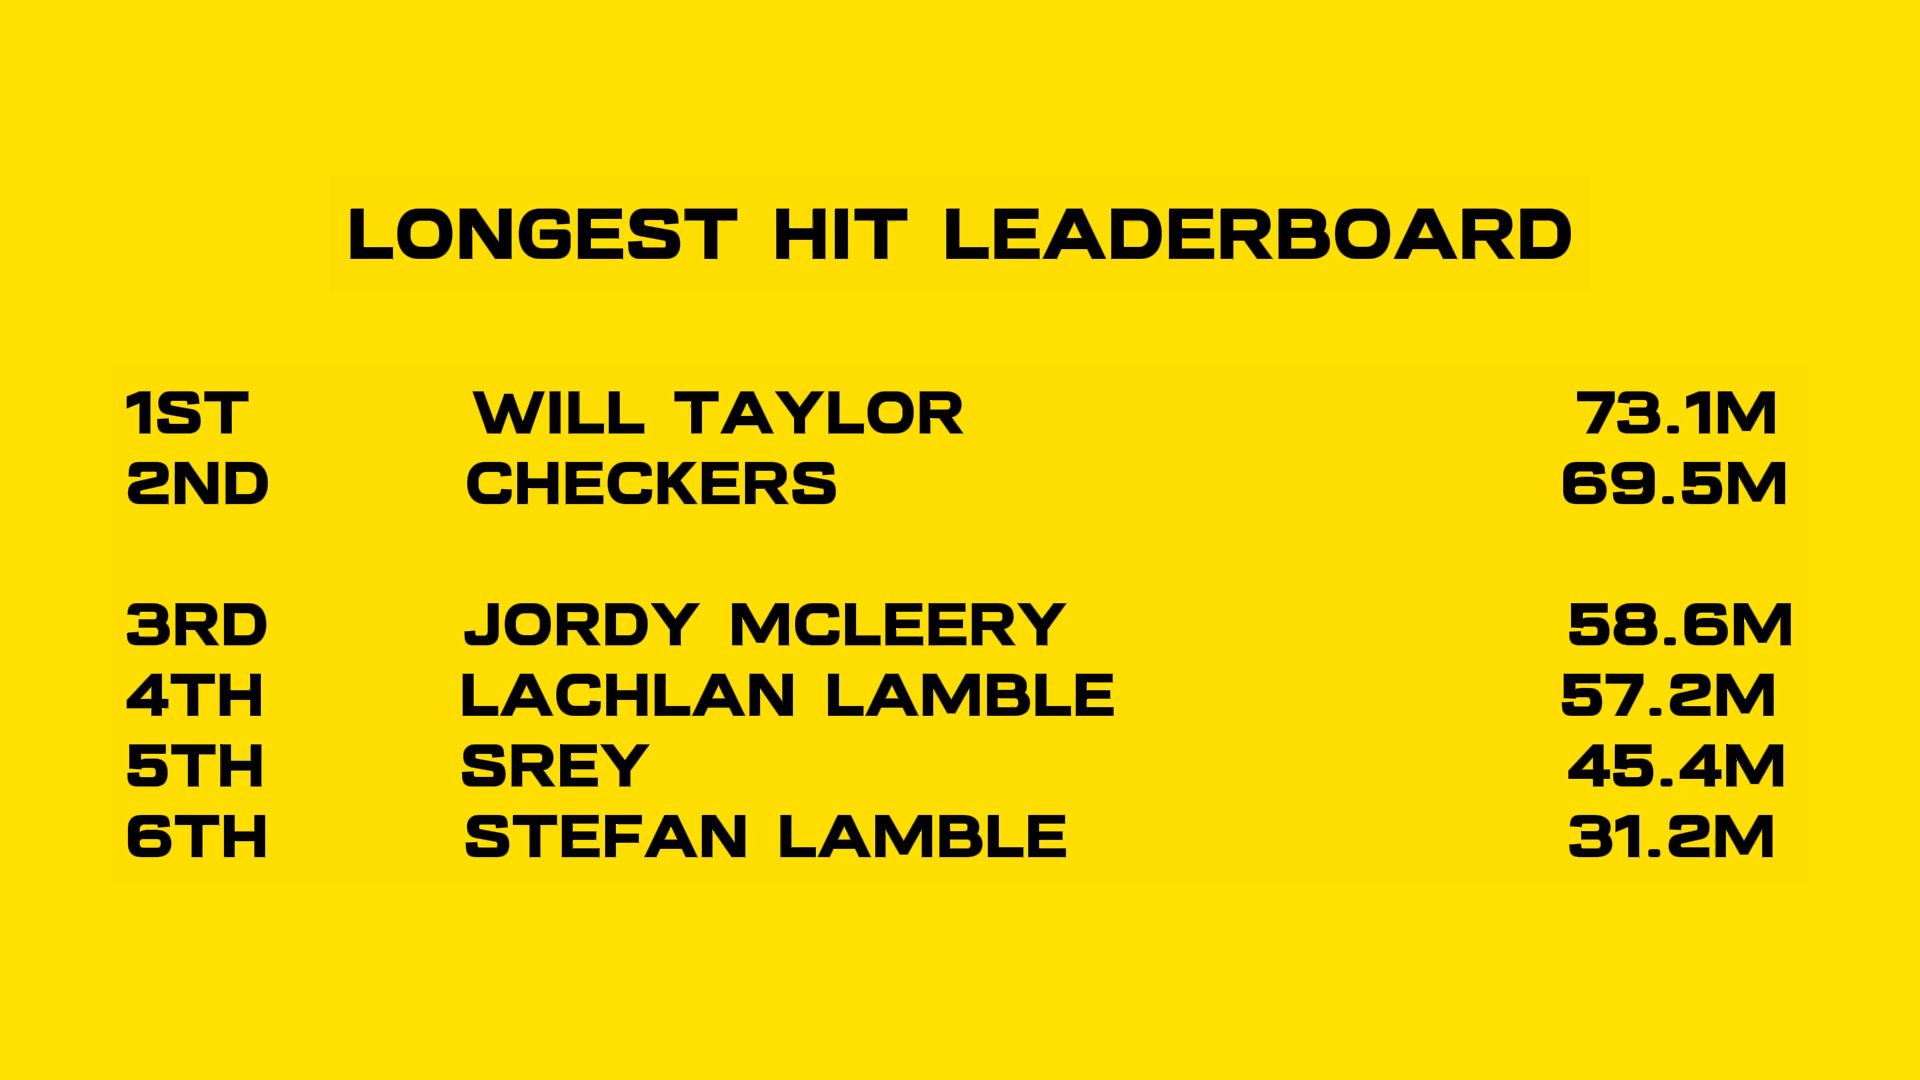 LONGEST HIT LEADERBOARD
1ST WILL TAYLOR 73.1M
2ND CHECKERS 69.5M
3RD JORDY MCLEERY 58.6M
4TH LACHLAN LAMBLE 57.2M
5TH SREY 45.4M
6TH STEFAN LAMBLE 31.2M